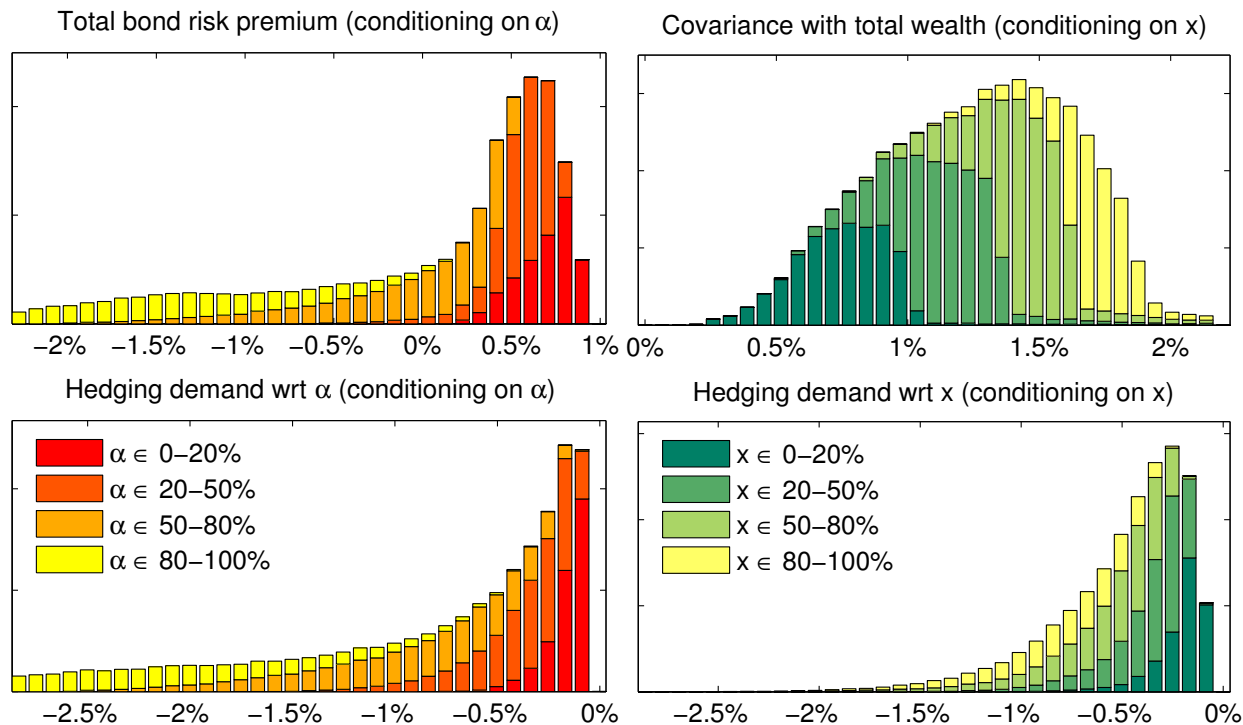 Total bond risk premium (conditioning on α)
−2% −1.5% −1% −0.5% 0% 0.5% 1%
Covariance with total wealth (conditioning on x)
0% 0.5% 1% 1.5% 2%
Hedging demand wrt α (conditioning on α)
α ∈ 0−20%
α ∈ 20−50%
α ∈ 50−80%
α ∈ 80−100%
−2.5% −2% −1.5% −1% −0.5% 0%
Hedging demand wrt x (conditioning on x)
x ∈ 0−20%
x ∈ 20−50%
x ∈ 50−80%
x ∈ 80−100%
−2.5% −2% −1.5% −1% −0.5% 0%